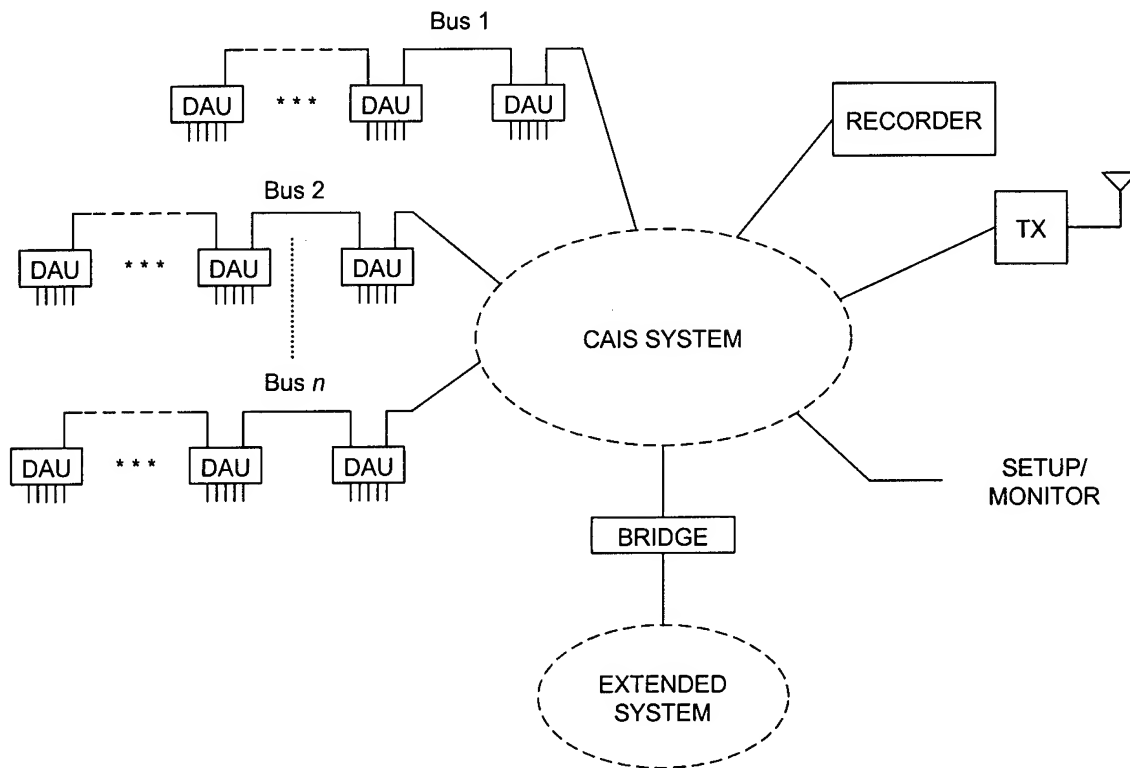 Bus 1
DAU * * * DAU DAU
RECORDER
Bus 2
TX
DAU * * * DAU DAU
CAIS SYSTEM
Bus n
DAU * * * DAU DAU
SETUP/
MONITOR
BRIDGE
EXTENDED
SYSTEM